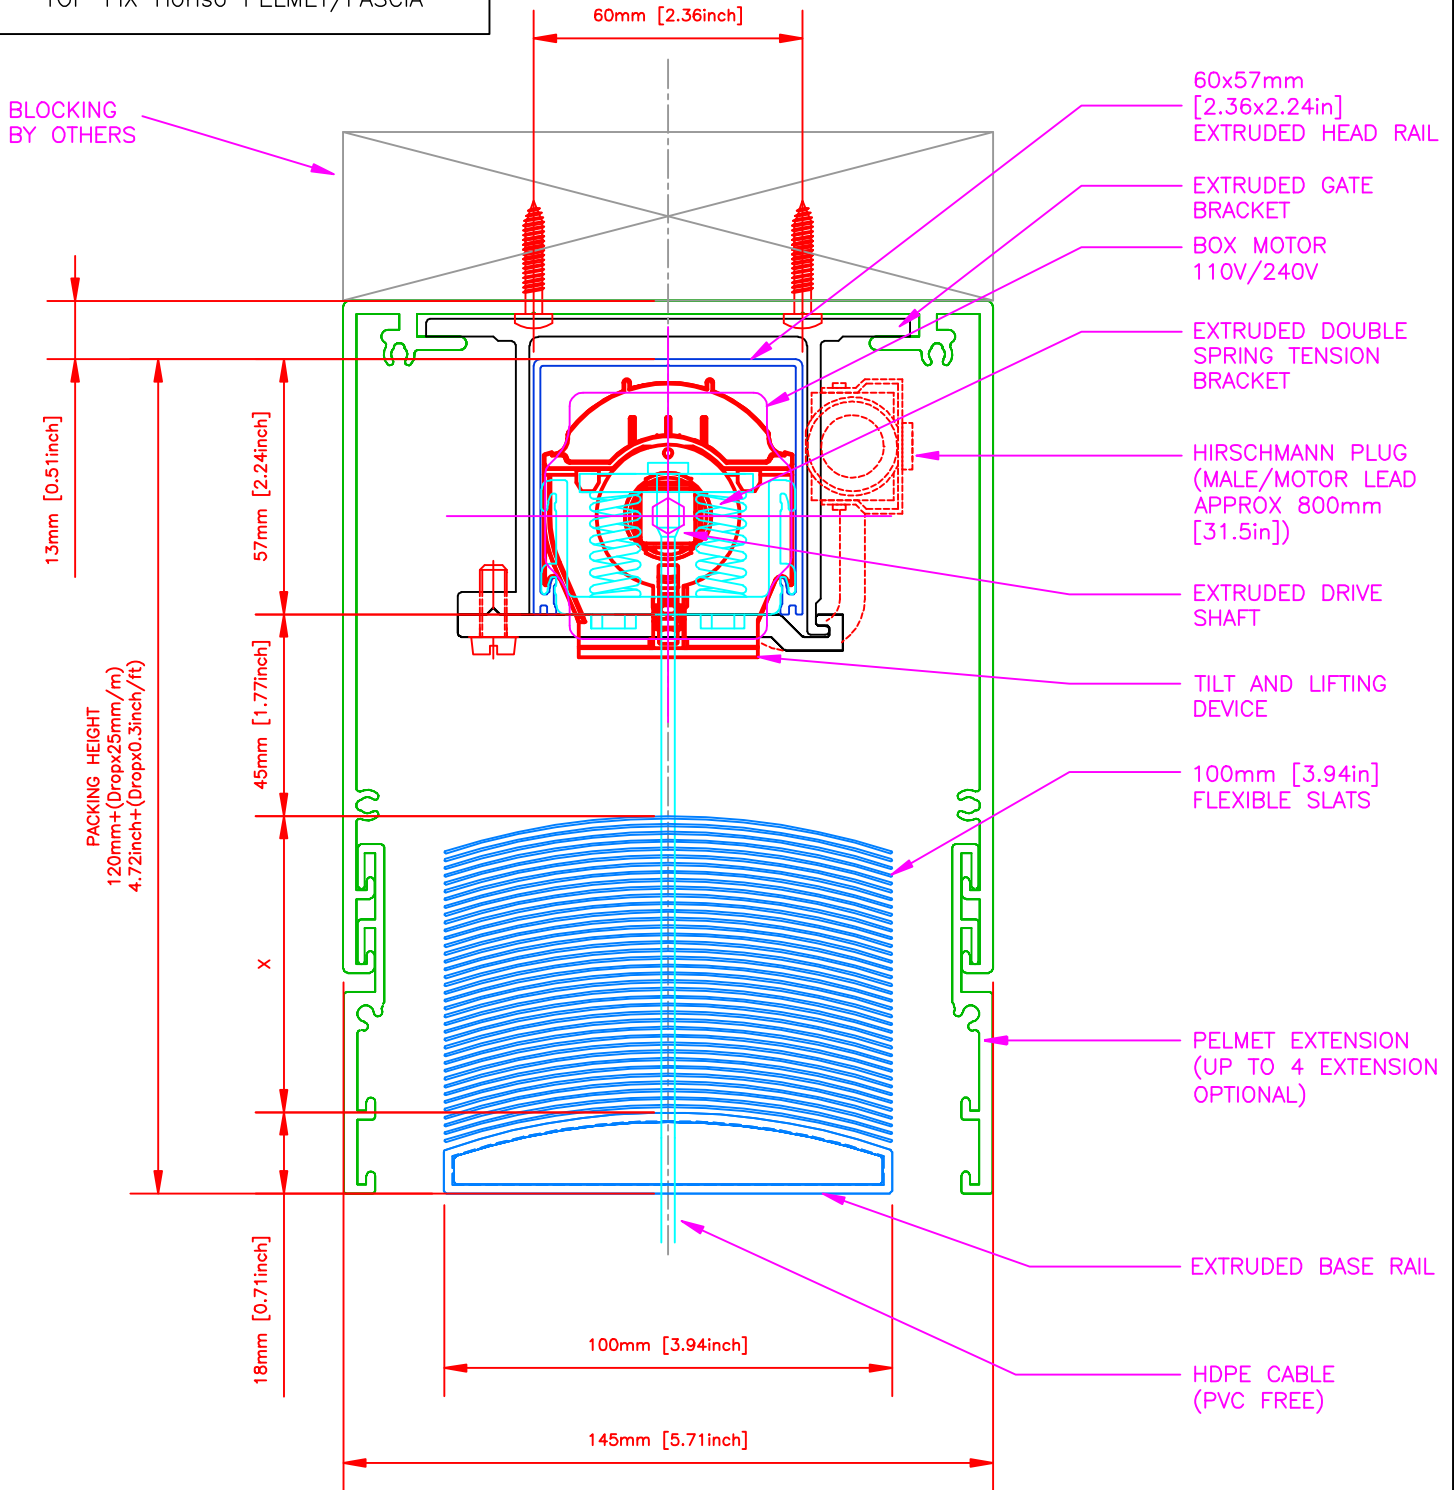 60mm [2.36inch]
BLOCKING
BY OTHERS
60x57mm
[2.36x2.24in]
EXTRUDED HEAD RAIL
EXTRUDED GATE
BRACKET
BOX MOTOR
110V/240V
EXTRUDED DOUBLE
SPRING TENSION
BRACKET
HIRSCHMANN PLUG
(MALE/MOTOR LEAD
APPROX 800mm
[31.5in])
EXTRUDED DRIVE
SHAFT
TILT AND LIFTING
DEVICE
100mm [3.94in]
FLEXIBLE SLATS
PELMET EXTENSION
(UP TO 4 EXTENSION
OPTIONAL)
EXTRUDED BASE RAIL
HDPE CABLE
(PVC FREE)
13mm [0.51inch]
57mm [2.24inch]
45mm [1.77inch]
PACKING HEIGHT
120mm+(Dropx25mm/m)
4.72inch+(Dropx0.3inch/ft)
X
18mm [0.71inch]
100mm [3.94inch]
145mm [5.71inch]